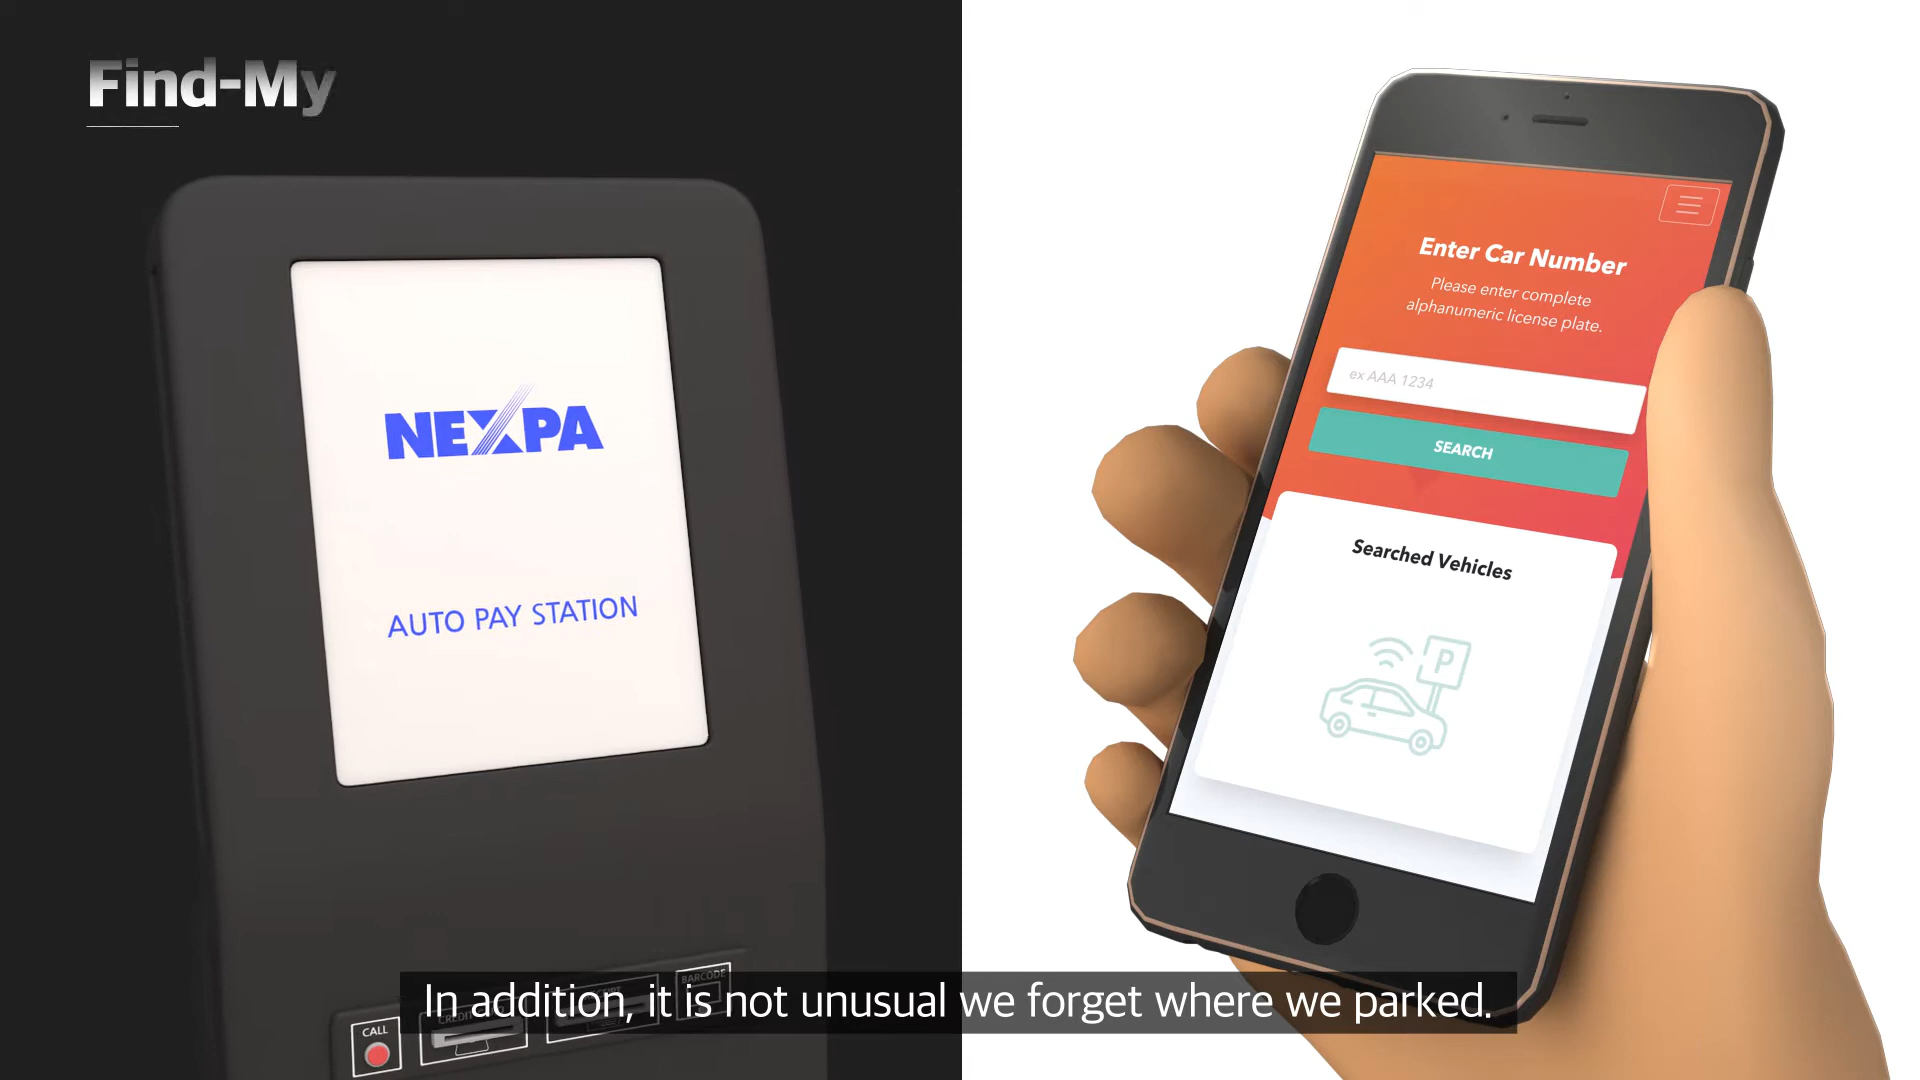 Find-My
NEXPA
AUTO PAY STATION
CALL
BARCODE
Enter Car Number
Please enter complete
alphanumeric license plate.
ex AAA 1234
SEARCH
Searched Vehicles
P
In addition, it is not unusual we forget where we parked.